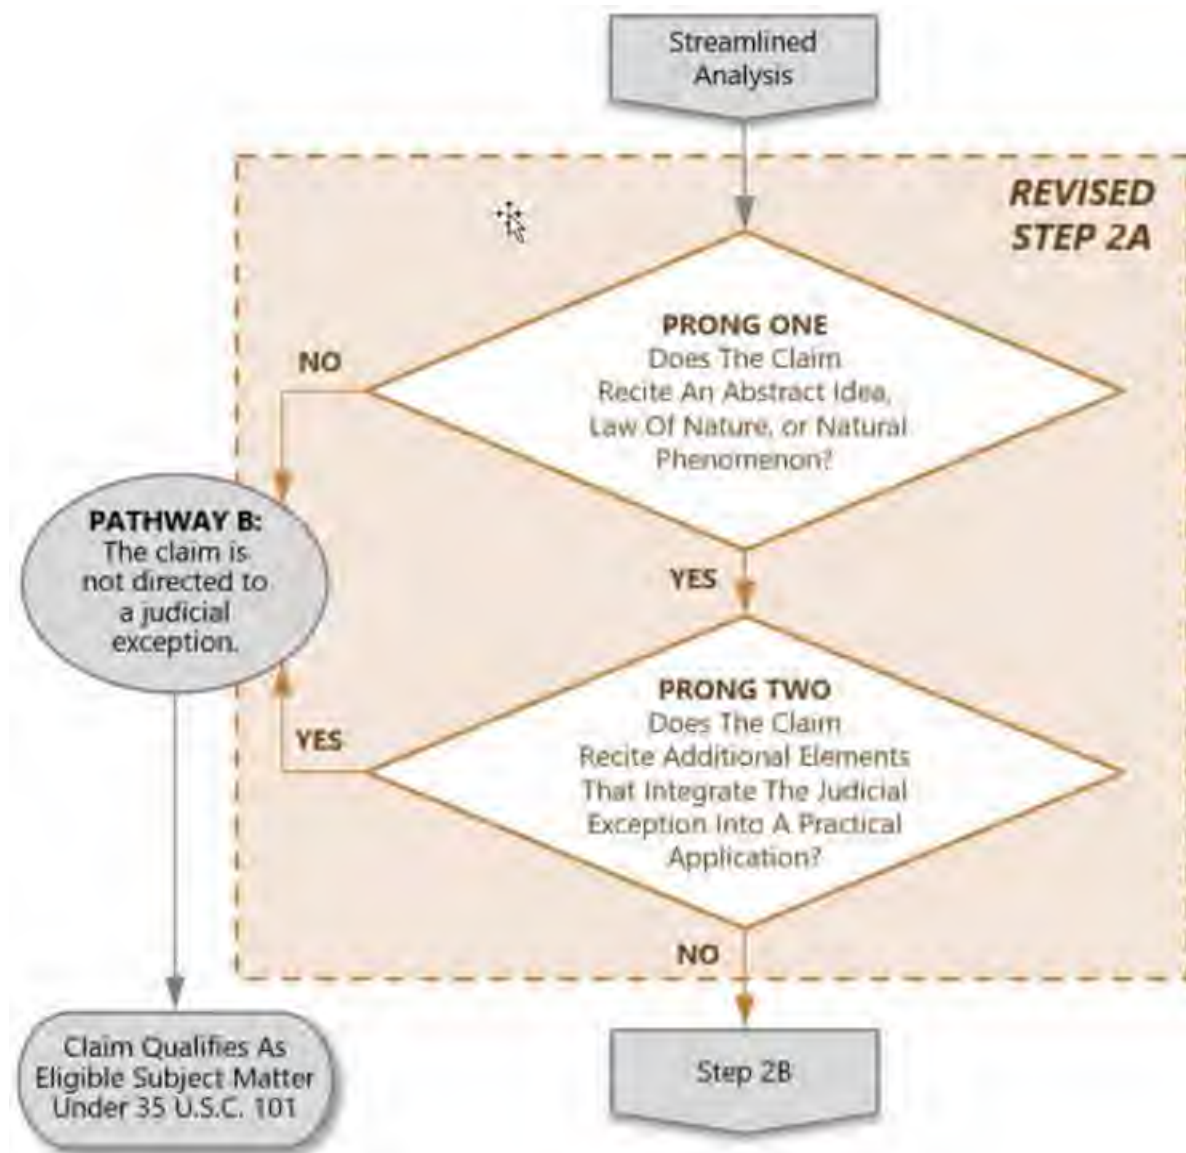 Streamlined
Analysis
REVISED
STEP 2A
PRONG ONE
Does The Claim
Recite An Abstract Idea,
Law Of Nature, or Natural
Phenomenon?
NO
PATHWAY B:
The claim is
not directed to
a judicial
exception.
YES
PRONG TWO
Does The Claim
Recite Additional Elements
That Integrate The Judicial
Exception Into A Practical
Application?
YES
NO
Claim Qualifies As
Eligible Subject Matter
Under 35 U.S.C. 101
Step 2B